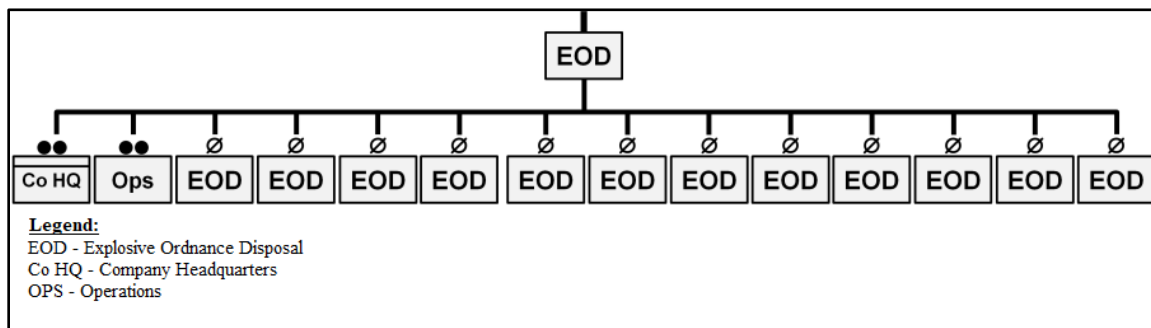 EOD
Co HQ Ops EOD EOD EOD EOD EOD EOD EOD EOD EOD EOD EOD EOD
Legend:
EOD - Explosive Ordnance Disposal
Co HQ - Company Headquarters
OPS - Operations